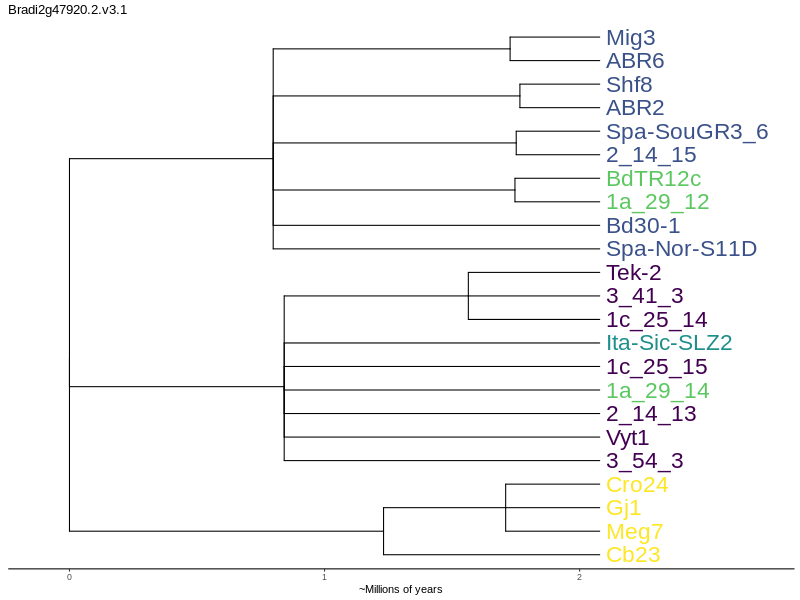 Bradi2g47920.2.v3.1
Mig3
ABR6
Shf8
ABR2
Spa-SouGR3_6
2_14_15
BdTR12c
1a_29_12
Bd30-1
Spa-Nor-S11D
Tek-2
3_41_3
1c_25_14
Ita-Sic-SLZ2
1c_25_15
1a_29_14
2_14_13
Vyt1
3_54_3
Cro24
Gj1
Meg7
Cb23
0 1 2
~Millions of years